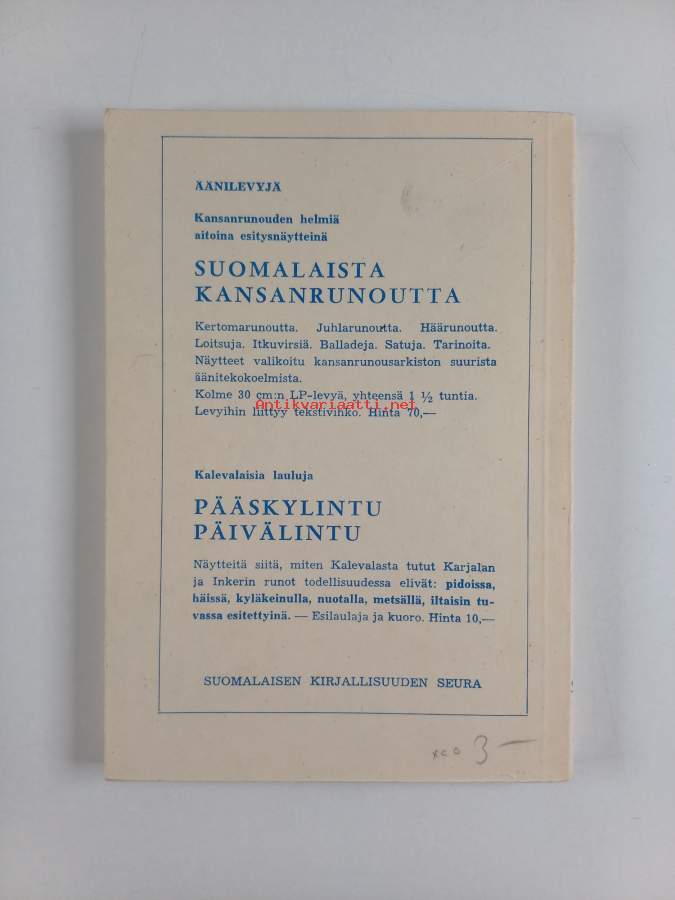 ÄÄNILEVYJÄ
Kansanrunouden helmiä
aitoina esitysnäytteinä
SUOMALAISTA
KANSANRUNOUTTA
Kertomarunoutta. Juhlarunoutta. Häärunoutta.
Loitsuja. Itkuvirsiä. Balladeja. Satuja. Tarinoita.
Näytteet valikoitu kansanrunousarkiston suurista
äänitekokoelmista.
Kolme 30 cm:n LP-levyä, yhteensä 1 ½ tuntia.
Antikvariaatti.net
Levyihin liittyy tekstivihko. Hinta 70,—
Kalevalaisia lauluja
PÄÄSKYLINTU
PÄIVÄLINTU
Näytteitä siitä, miten Kalevalasta tutut Karjalan
ja Inkerin runot todellisuudessa elivät: pidoissa,
häissä, kyläkeinulla, nuotalla, metsällä, iltaisin tu-
vassa esitettyinä. — Esilaulaja ja kuoro. Hinta 10,—
SUOMALAISEN KIRJALLISUUDEN SEURA
3 —